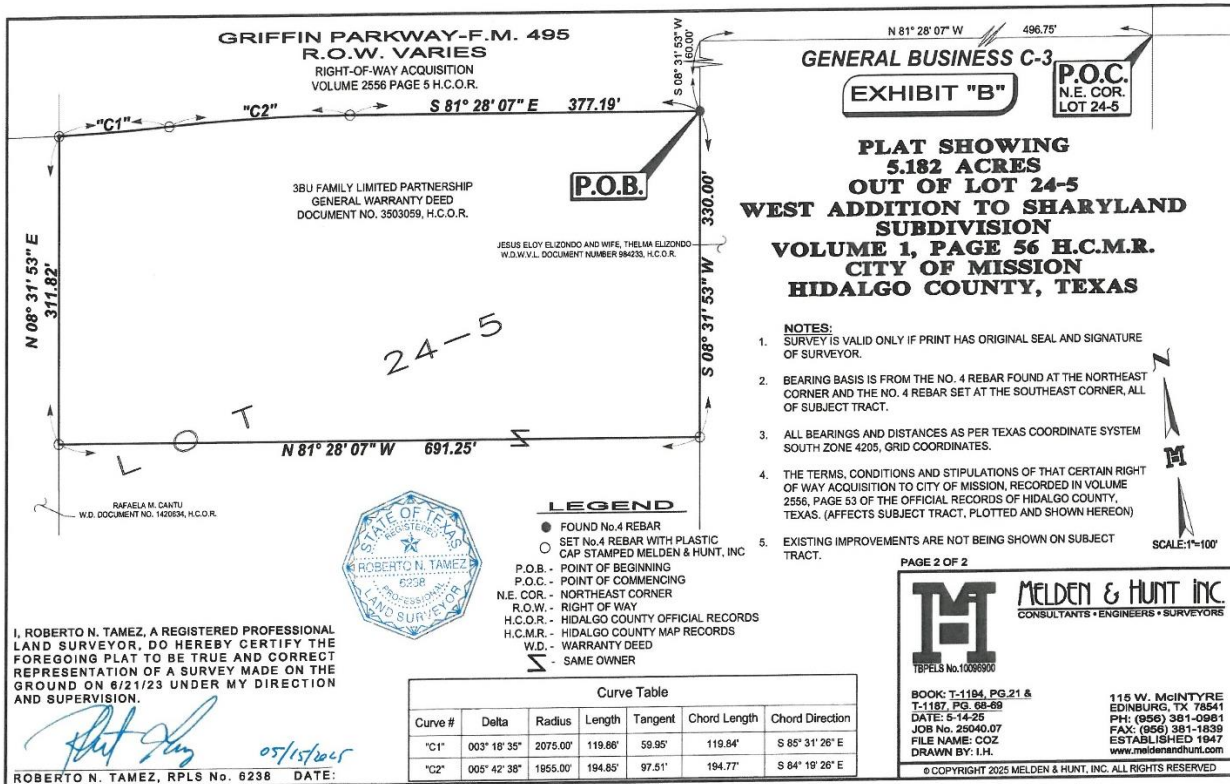 GRIFFIN PARKWAY-F.M. 495
R.O.W. VARIES
RIGHT-OF-WAY ACQUISITION
VOLUME 2556 PAGE 5 H.C.O.R.
"C1"
"C2"
S 81° 28' 07" E 377.19'
S 08° 31' 53" W
60.00'
N 81° 28' 07" W 496.75'
GENERAL BUSINESS C-3
EXHIBIT "B"
P.O.C.
N.E. COR.
LOT 24-5
P.O.B.
3BU FAMILY LIMITED PARTNERSHIP
GENERAL WARRANTY DEED
DOCUMENT NO. 3503059, H.C.O.R.
JESUS ELOY ELIZONDO AND WIFE, THELMA ELIZONDO
W.D.W.V.L. DOCUMENT NUMBER 984233, H.C.O.R.
N 08° 31' 53" E
311.82'
S 08° 31' 53" W 330.00'
LOT 24-5
N 81° 28' 07" W 691.25'
RAFAELA M. CANTU
W.D. DOCUMENT NO. 1420634, H.C.O.R.
PLAT SHOWING
5.182 ACRES
OUT OF LOT 24-5
WEST ADDITION TO SHARYLAND
SUBDIVISION
VOLUME 1, PAGE 56 H.C.M.R.
CITY OF MISSION
HIDALGO COUNTY, TEXAS
NOTES:
1. SURVEY IS VALID ONLY IF PRINT HAS ORIGINAL SEAL AND SIGNATURE
OF SURVEYOR.
2. BEARING BASIS IS FROM THE NO. 4 REBAR FOUND AT THE NORTHEAST
CORNER AND THE NO. 4 REBAR SET AT THE SOUTHEAST CORNER, ALL
OF SUBJECT TRACT.
3. ALL BEARINGS AND DISTANCES AS PER TEXAS COORDINATE SYSTEM
SOUTH ZONE 4205, GRID COORDINATES.
4. THE TERMS, CONDITIONS AND STIPULATIONS OF THAT CERTAIN RIGHT
OF WAY ACQUISITION TO CITY OF MISSION, RECORDED IN VOLUME
2556, PAGE 53 OF THE OFFICIAL RECORDS OF HIDALGO COUNTY,
TEXAS. (AFFECTS SUBJECT TRACT, PLOTTED AND SHOWN HEREON)
5. EXISTING IMPROVEMENTS ARE NOT BEING SHOWN ON SUBJECT
TRACT.
N
SCALE:1"=100'
LEGEND
FOUND No.4 REBAR
SET No.4 REBAR WITH PLASTIC
CAP STAMPED MELDEN & HUNT, INC
P.O.B. - POINT OF BEGINNING
P.O.C. - POINT OF COMMENCING
N.E. COR. - NORTHEAST CORNER
R.O.W. - RIGHT OF WAY
H.C.O.R. - HIDALGO COUNTY OFFICIAL RECORDS
H.C.M.R. - HIDALGO COUNTY MAP RECORDS
W.D. - WARRANTY DEED
- SAME OWNER
STATE OF TEXAS
REGISTERED
ROBERTO N. TAMEZ
6238
PROFESSIONAL
LAND SURVEYOR
I, ROBERTO N. TAMEZ, A REGISTERED PROFESSIONAL
LAND SURVEYOR, DO HEREBY CERTIFY THE
FOREGOING PLAT TO BE TRUE AND CORRECT
REPRESENTATION OF A SURVEY MADE ON THE
GROUND ON 6/21/23 UNDER MY DIRECTION
AND SUPERVISION.
05/15/2025
ROBERTO N. TAMEZ, RPLS No. 6238 DATE:
Curve Table
Curve # Delta Radius Length Tangent Chord Length Chord Direction
"C1" 003° 18' 35" 2075.00' 119.86' 59.95' 119.84' S 85° 31' 26" E
"C2" 005° 42' 38" 1955.00' 194.85' 97.51' 194.77' S 84° 19' 26" E
PAGE 2 OF 2
MELDEN & HUNT INC.
CONSULTANTS • ENGINEERS • SURVEYORS
TBPELS No.10096900
BOOK: T-1194, PG.21 &
T-1187, PG. 68-69
DATE: 5-14-25
JOB No. 25040.07
FILE NAME: COZ
DRAWN BY: I.H.
115 W. McINTYRE
EDINBURG, TX 78541
PH: (956) 381-0981
FAX: (956) 381-1839
ESTABLISHED 1947
www.meldenandhunt.com
© COPYRIGHT 2025 MELDEN & HUNT, INC. ALL RIGHTS RESERVED